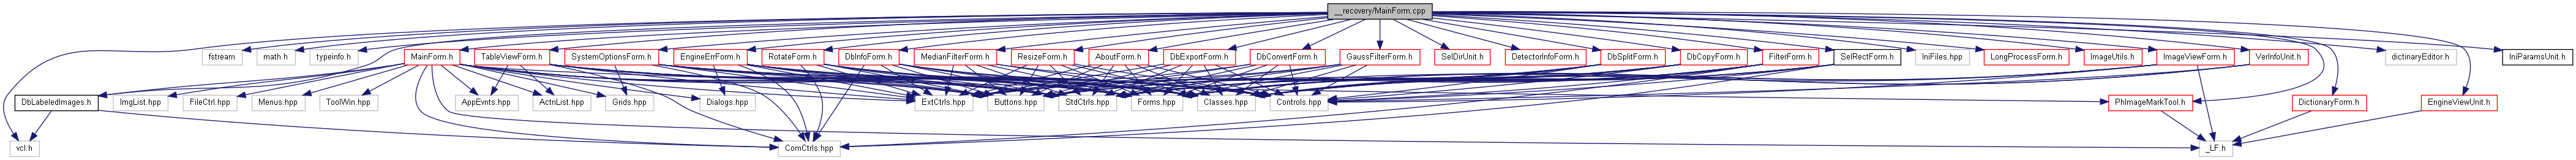 __recovery/MainForm.cpp
fstream
math.h
typeinfo.h
MainForm.h
TableViewForm.h
SystemOptionsForm.h
EngineErrForm.h
RotateForm.h
DbInfoForm.h
MedianFilterForm.h
ResizeForm.h
AboutForm.h
DbExportForm.h
DbConvertForm.h
GaussFilterForm.h
SelDirUnit.h
DetectorInfoForm.h
DbSplitForm.h
DbCopyForm.h
FilterForm.h
SelRectForm.h
IniFiles.hpp
LongProcessForm.h
ImageUtils.h
ImageViewForm.h
VerInfoUnit.h
dictinaryEditor.h
IniParamsUnit.h
DbLabeledImages.h
ImgList.hpp
FileCtrl.hpp
Menus.hpp
ToolWin.hpp
AppEvnts.hpp
ActnList.hpp
Grids.hpp
Dialogs.hpp
ExtCtrls.hpp
Buttons.hpp
StdCtrls.hpp
Forms.hpp
Classes.hpp
Controls.hpp
PhImageMarkTool.h
DictionaryForm.h
EngineViewUnit.h
vcl.h
ComCtrls.hpp
_LF.h